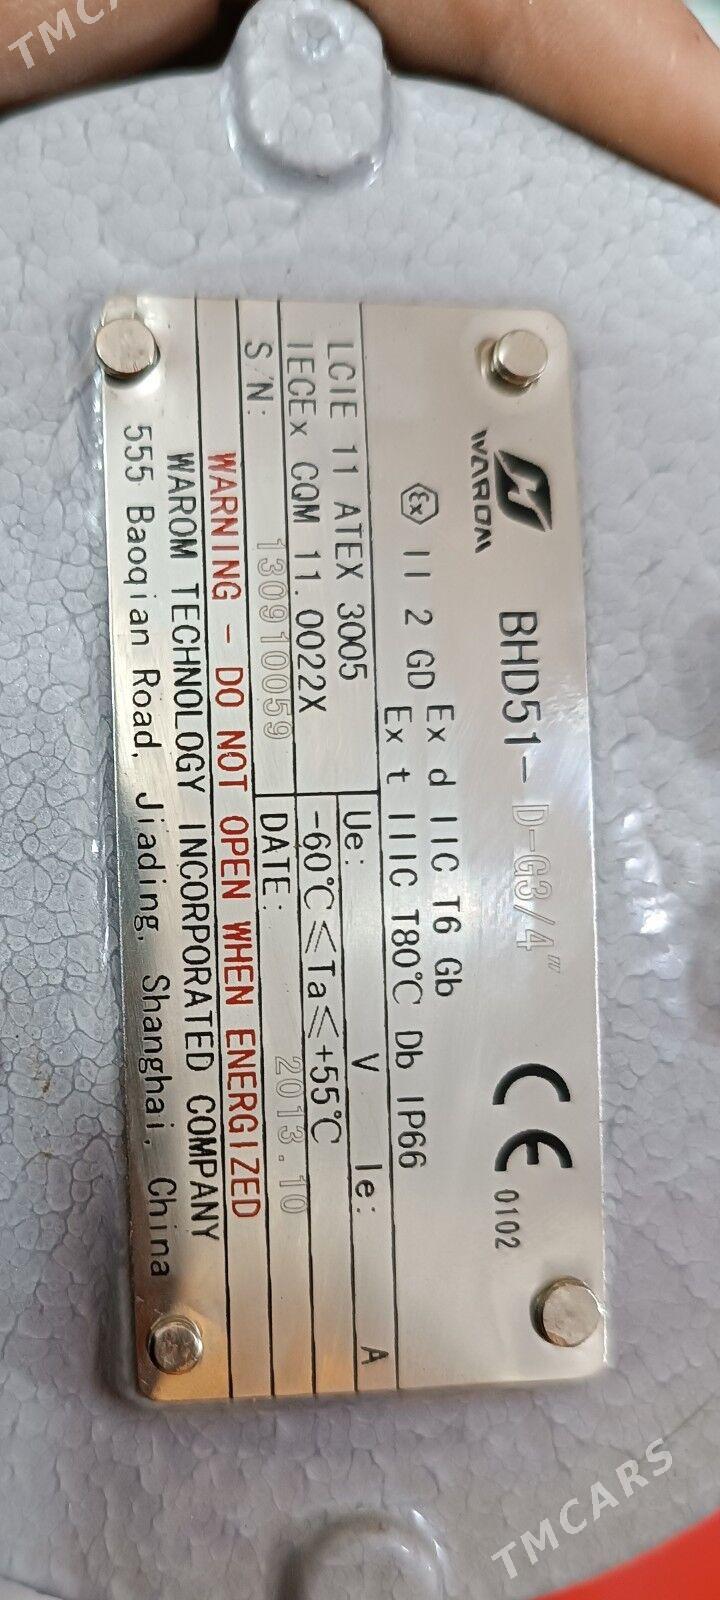 TMCARS
WAROM
BHD51-D-G3/4"
CE 0102
Ex d IIC T6 Gb
Ex II 2 GD
Ex t IIIC T80℃ Db IP66
LCIE 11 ATEX 3005
Ue: V Ie: A
IECEx CQM 11.0022X
-60℃≤Ta≤+55℃
S/N: 130910059
DATE: 2013.10
WARNING - DO NOT OPEN WHEN ENERGIZED
WAROM TECHNOLOGY INCORPORATED COMPANY
555 Baoqian Road, Jiading, Shanghai, China
TMCARS